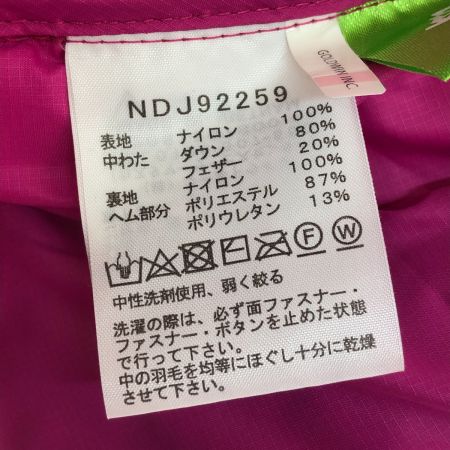 GOLDWIN INC.
NDJ92259
表地 ナイロン 100%
中わた ダウン 80%
フェザー 20%
裏地 ナイロン 100%
ヘム部分 ポリエステル 87%
ポリウレタン 13%
F W
中性洗剤使用、弱く絞る
洗濯の際は、必ず面ファスナー・
ファスナー・ボタンを止めた状態
で行って下さい。
中の羽毛を均等にほぐし十分に乾燥
させて下さい。